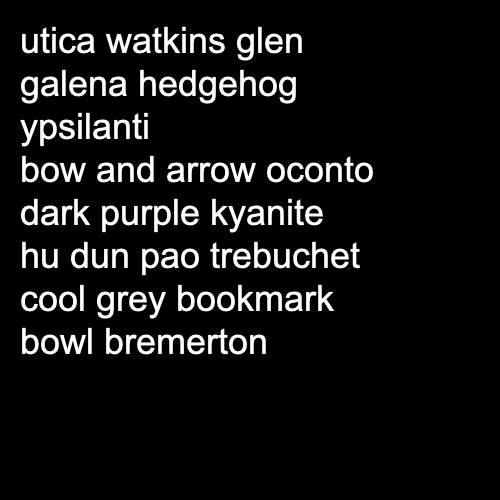 utica watkins glen
galena hedgehog
ypsilanti
bow and arrow oconto
dark purple kyanite
hu dun pao trebuchet
cool grey bookmark
bowl bremerton